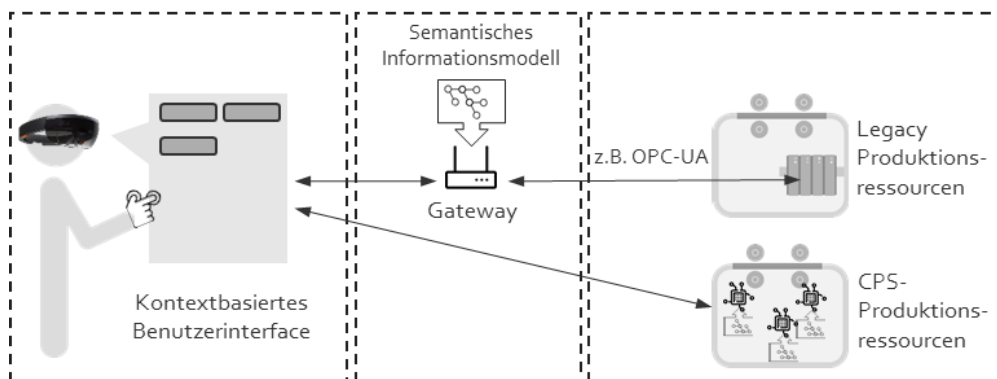 Semantisches
Informationsmodell
z.B. OPC-UA
Legacy
Produktions-
ressourcen
Gateway
Kontextbasiertes
Benutzerinterface
CPS-
Produktions-
ressourcen